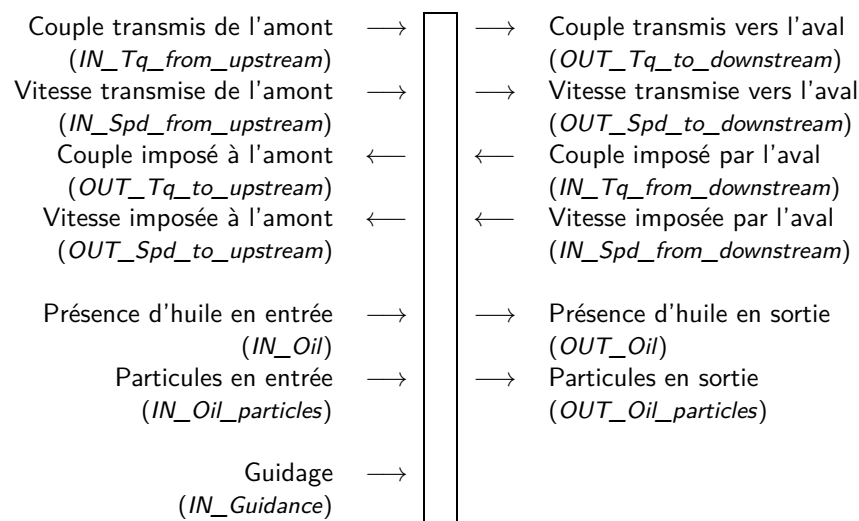 Couple transmis de l'amont ⟶ ⟶ Couple transmis vers l'aval
(IN_Tq_from_upstream) (OUT_Tq_to_downstream)
Vitesse transmise de l'amont ⟶ ⟶ Vitesse transmise vers l'aval
(IN_Spd_from_upstream) (OUT_Spd_to_downstream)
Couple imposé à l'amont ⟵ ⟵ Couple imposé par l'aval
(OUT_Tq_to_upstream) (IN_Tq_from_downstream)
Vitesse imposée à l'amont ⟵ ⟵ Vitesse imposée par l'aval
(OUT_Spd_to_upstream) (IN_Spd_from_downstream)
Présence d'huile en entrée ⟶ ⟶ Présence d'huile en sortie
(IN_Oil) (OUT_Oil)
Particules en entrée ⟶ ⟶ Particules en sortie
(IN_Oil_particles) (OUT_Oil_particles)
Guidage ⟶
(IN_Guidance)